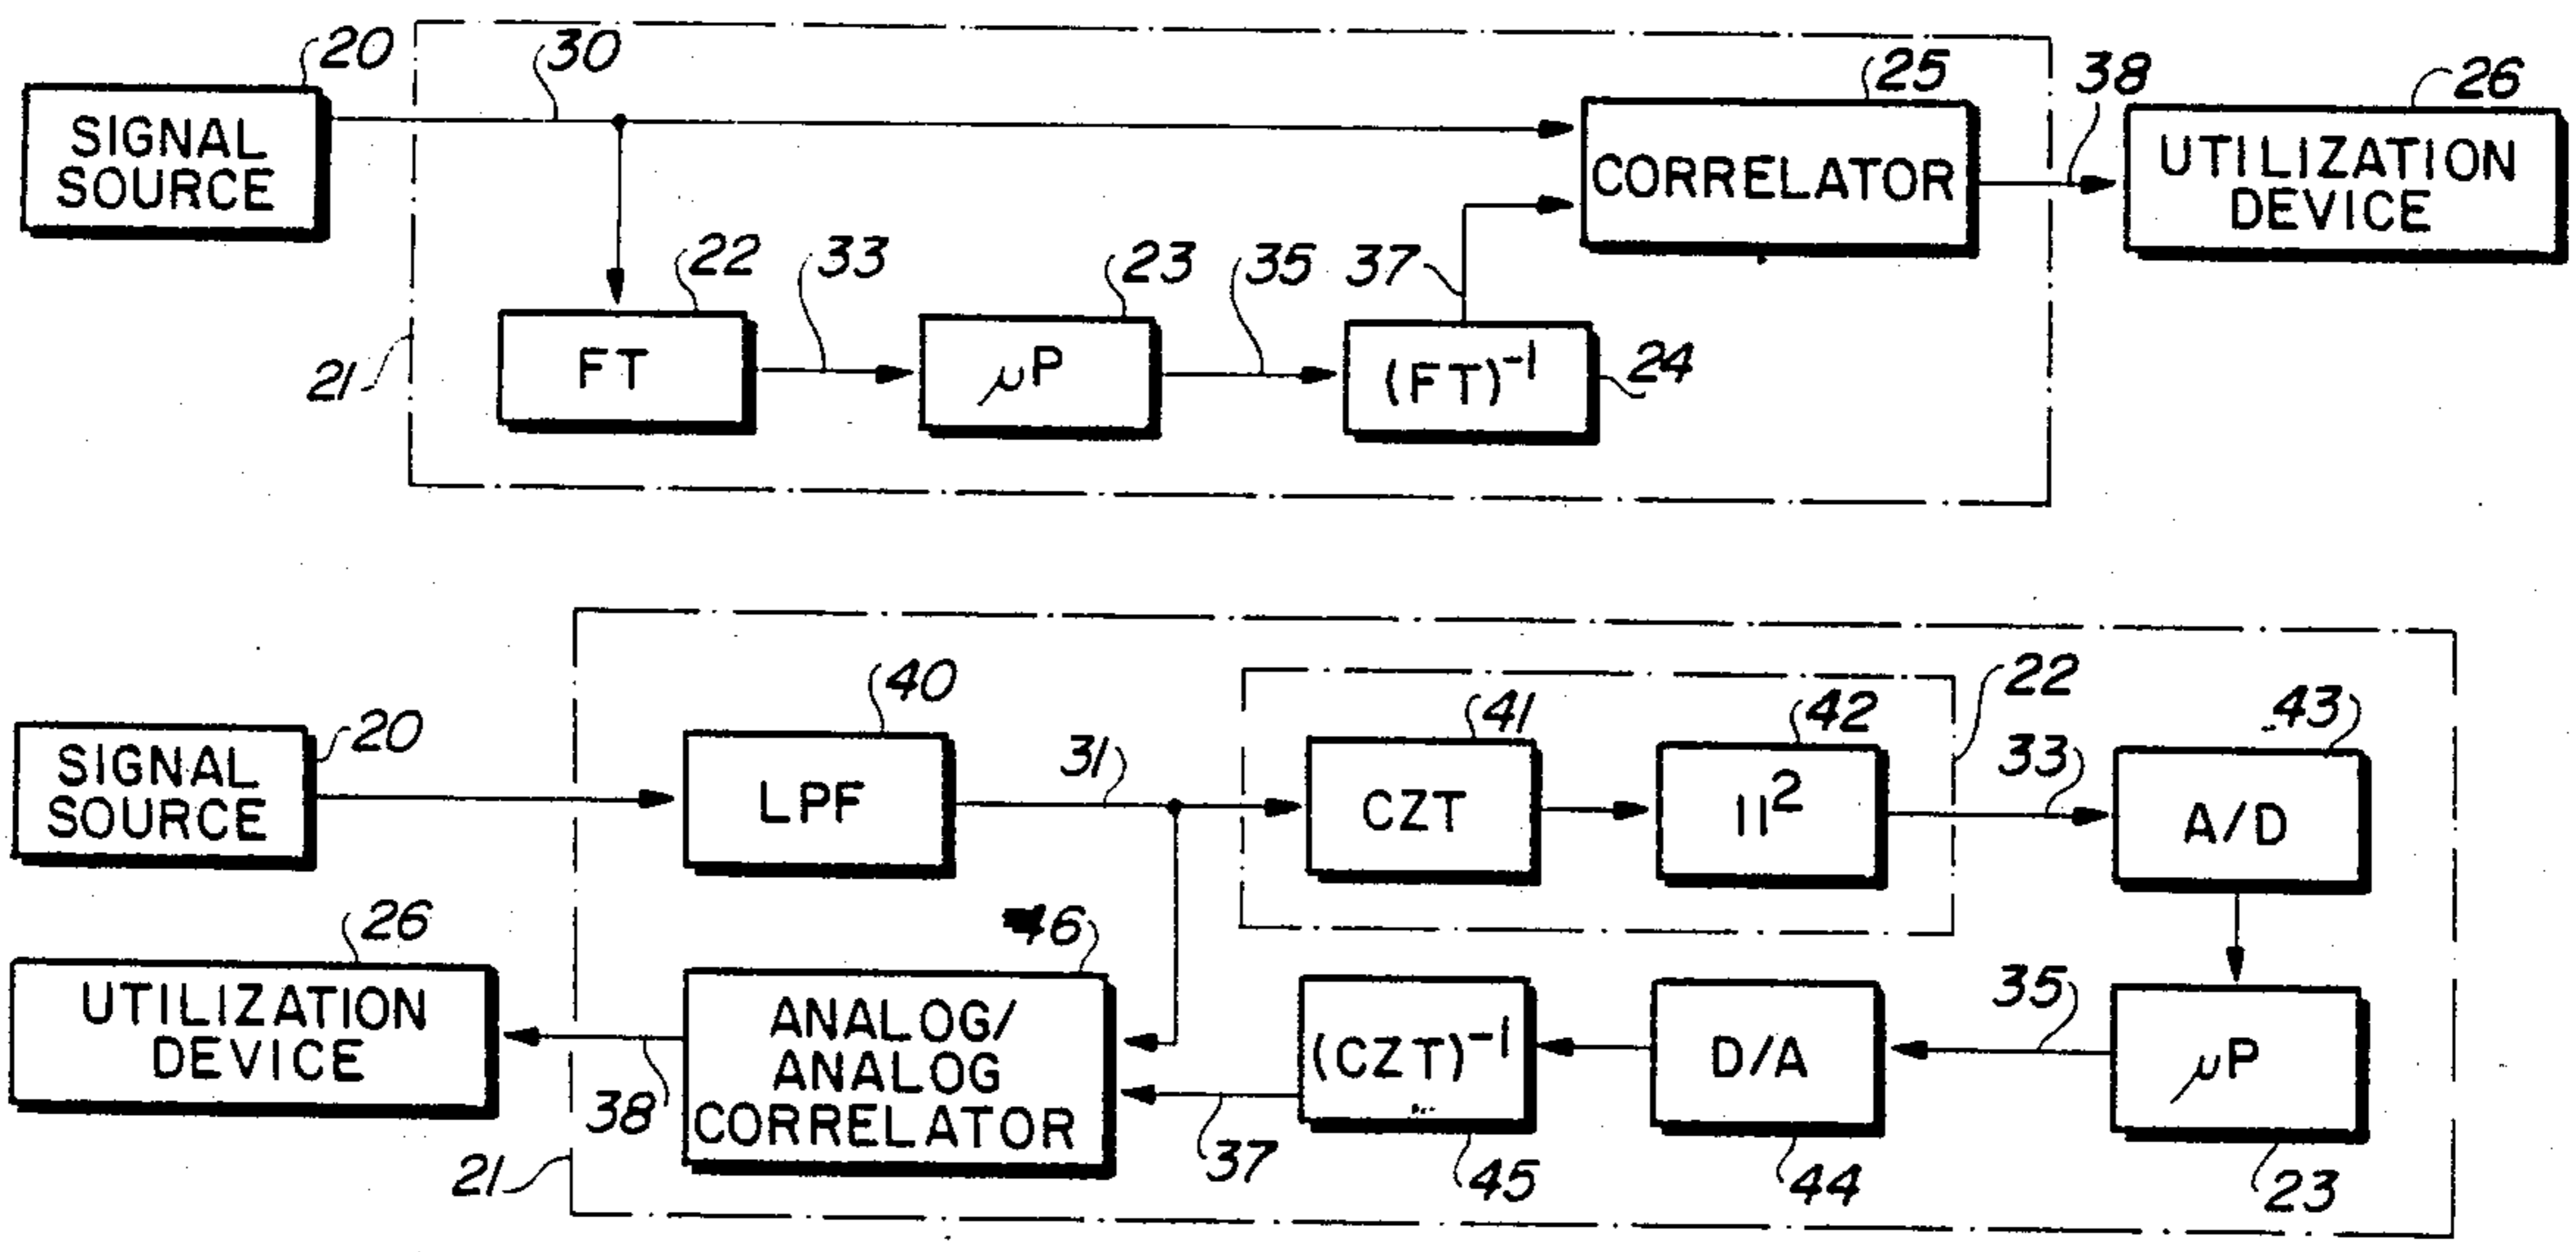 20
30
25
38
26
SIGNAL
SOURCE
CORRELATOR
UTILIZATION
DEVICE
22
33
23
35
37
21
FT
μP
(FT)⁻¹
24
40
41
42
22
43
20
31
33
SIGNAL
SOURCE
LPF
CZT
||²
A/D
26
46
35
UTILIZATION
DEVICE
ANALOG/
ANALOG
CORRELATOR
(CZT)⁻¹
D/A
μP
38
37
21
45
44
23